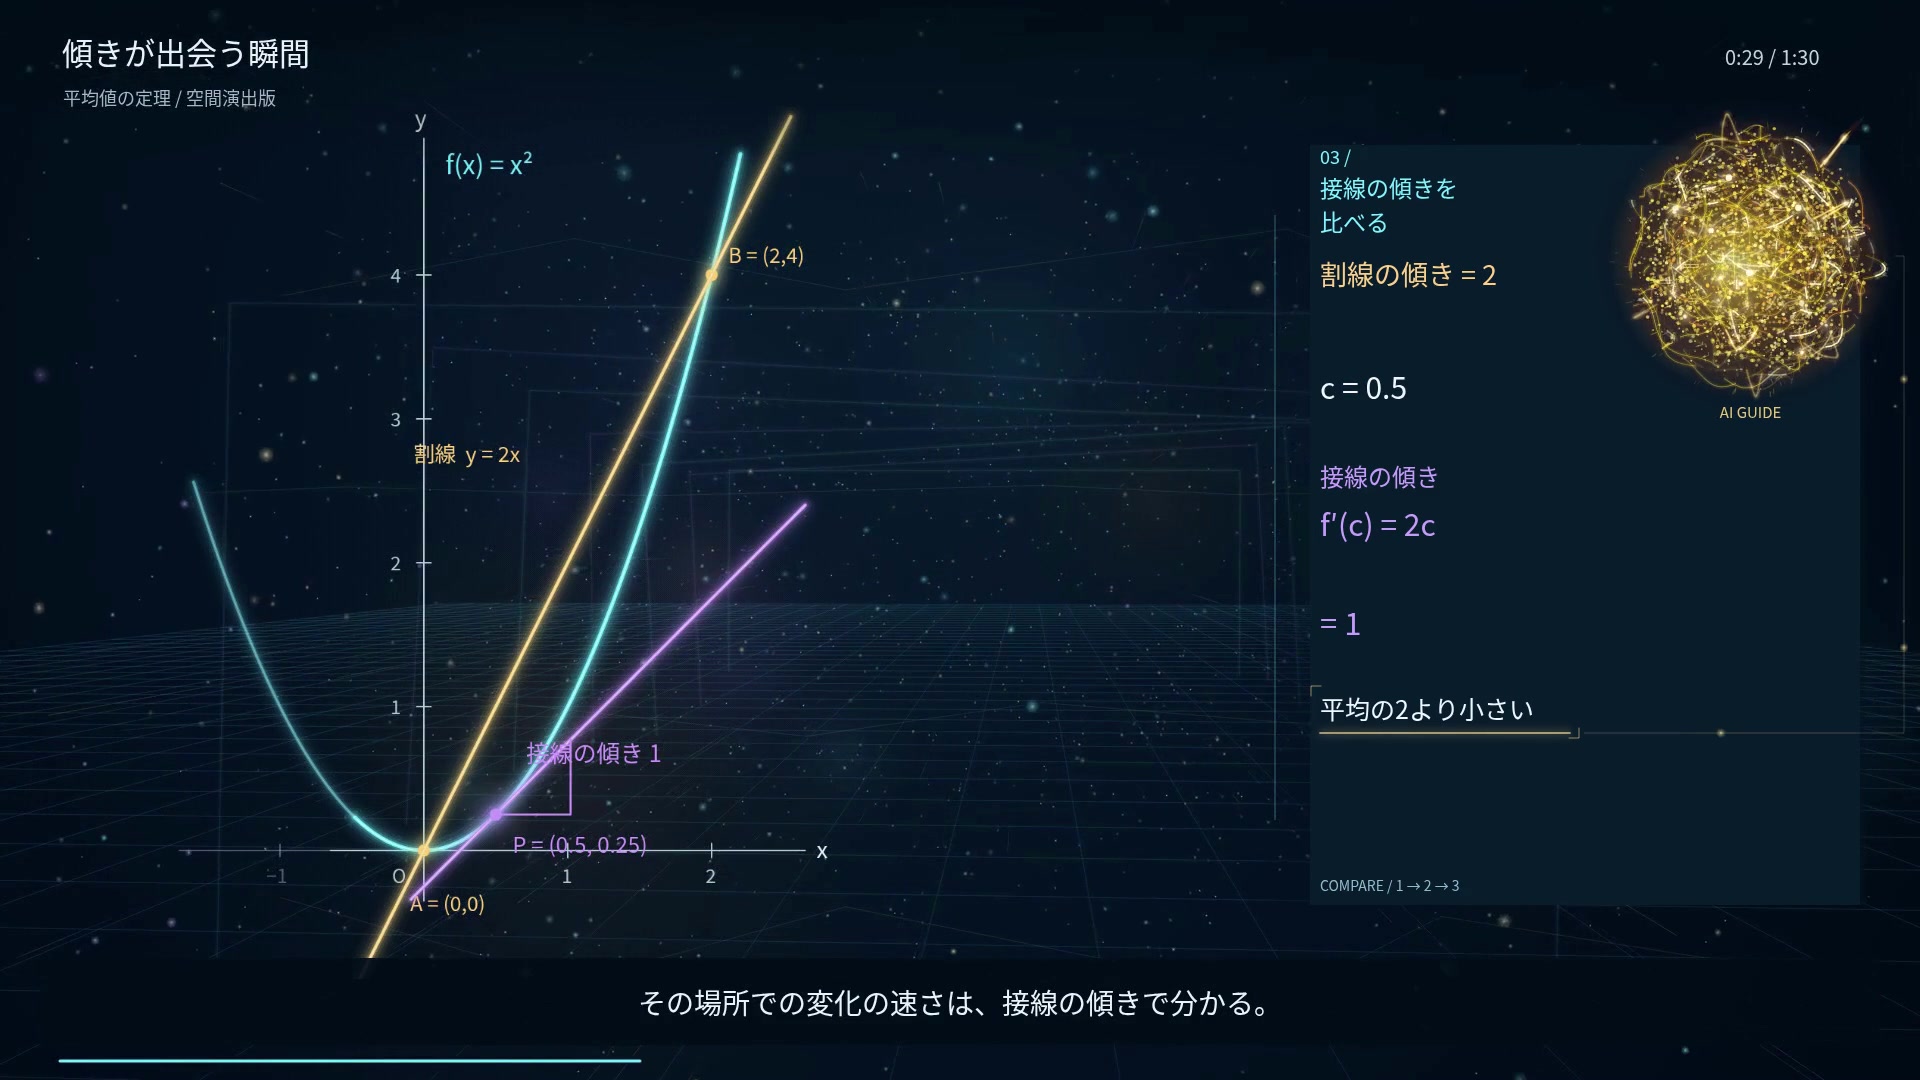 傾きが出会う瞬間
平均値の定理 / 空間演出版
0:29 / 1:30
y
f(x) = x²
B = (2,4)
4
3
割線 y = 2x
2
1
接線の傾き 1
P = (0.5, 0.25)
x
−1
O
1
2
A = (0,0)
03 /
接線の傾きを
比べる
割線の傾き = 2
c = 0.5
AI GUIDE
接線の傾き
f′(c) = 2c
= 1
平均の2より小さい
COMPARE / 1 → 2 → 3
その場所での変化の速さは、接線の傾きで分かる。